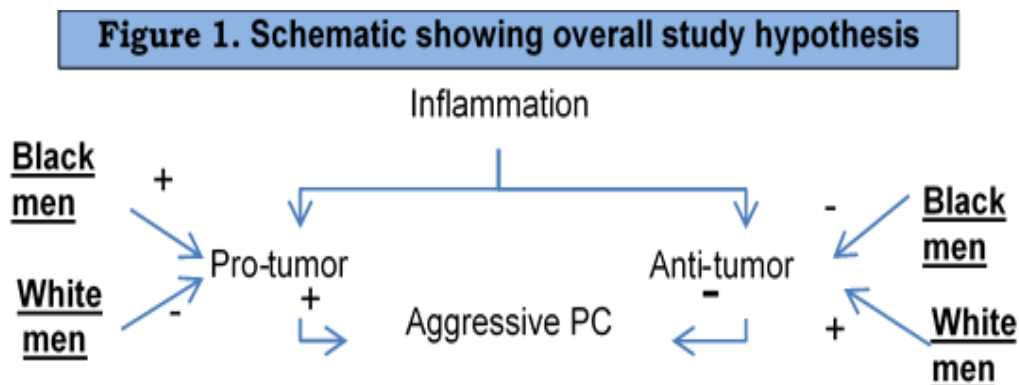 Figure 1. Schematic showing overall study hypothesis
Inflammation
Black
men
+
-
Black
men
Pro-tumor
Anti-tumor
+
-
White
men
-
Aggressive PC
+
White
men